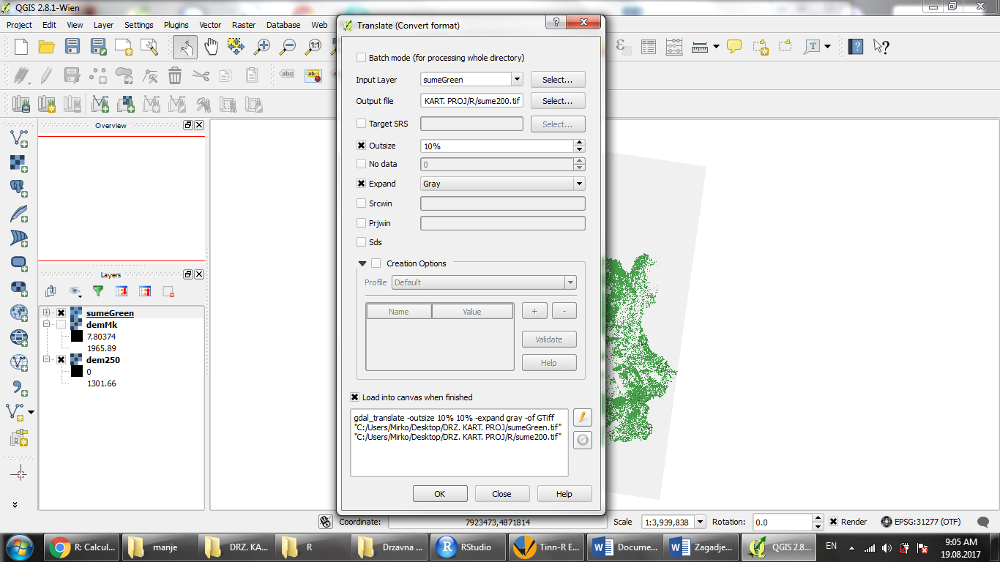 QGIS 2.8.1-Wien
Project Edit View Layer Settings Plugins Vector Raster Database Web
Translate (Convert format)
Batch mode (for processing whole directory)
Input Layer sumeGreen Select...
Output file KART. PROJ/R/sume200.tif Select...
Target SRS Select...
Outsize 10%
No data 0
Expand Gray
Srcwin
Prjwin
Sds
Creation Options
Profile Default
Name Value + -
Validate
Help
Load into canvas when finished
gdal_translate -outsize 10% 10% -expand gray -of GTiff
"C:/Users/Mirko/Desktop/DRZ. KART. PROJ/sumeGreen.tif"
"C:/Users/Mirko/Desktop/DRZ. KART. PROJ/R/sume200.tif"
OK Close Help
1:1
abc ab
T
Overview
Layers
sumeGreen
demMk
7.80374
1965.89
dem250
0
1301.66
Coordinate: 7923473,4871814 Scale 1:3,939,838 Rotation: 0.0 Render EPSG:31277 (OTF)
R: Calcul... manje DRZ. KA... R Drzavna ... RStudio Tinn-R E... Docume... Zagadje... QGIS 2.8... EN 9:05 AM
19.08.2017